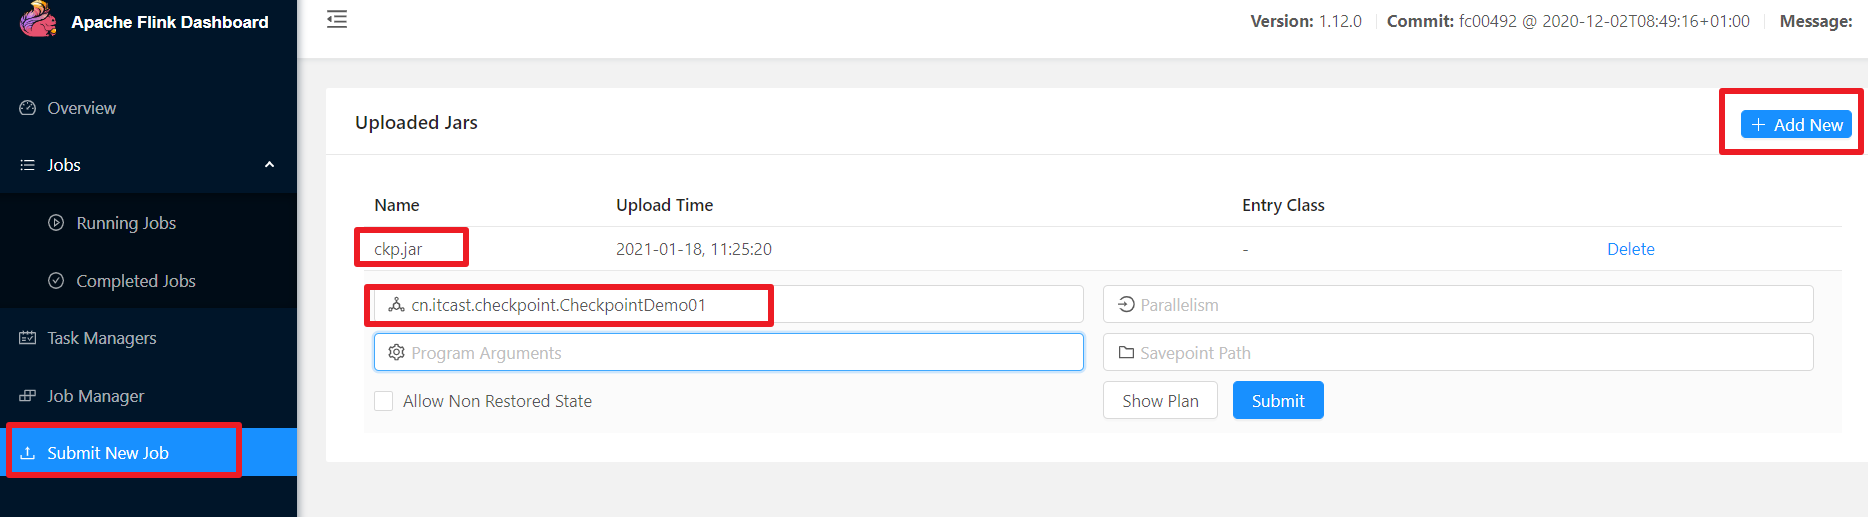 Apache Flink Dashboard
Version: 1.12.0 Commit: fc00492 @ 2020-12-02T08:49:16+01:00 Message:
Overview
Jobs
Running Jobs
Completed Jobs
Task Managers
Job Manager
Submit New Job
Uploaded Jars
+ Add New
Name Upload Time Entry Class
ckp.jar 2021-01-18, 11:25:20 - Delete
cn.itcast.checkpoint.CheckpointDemo01 Parallelism
Program Arguments Savepoint Path
Allow Non Restored State Show Plan Submit